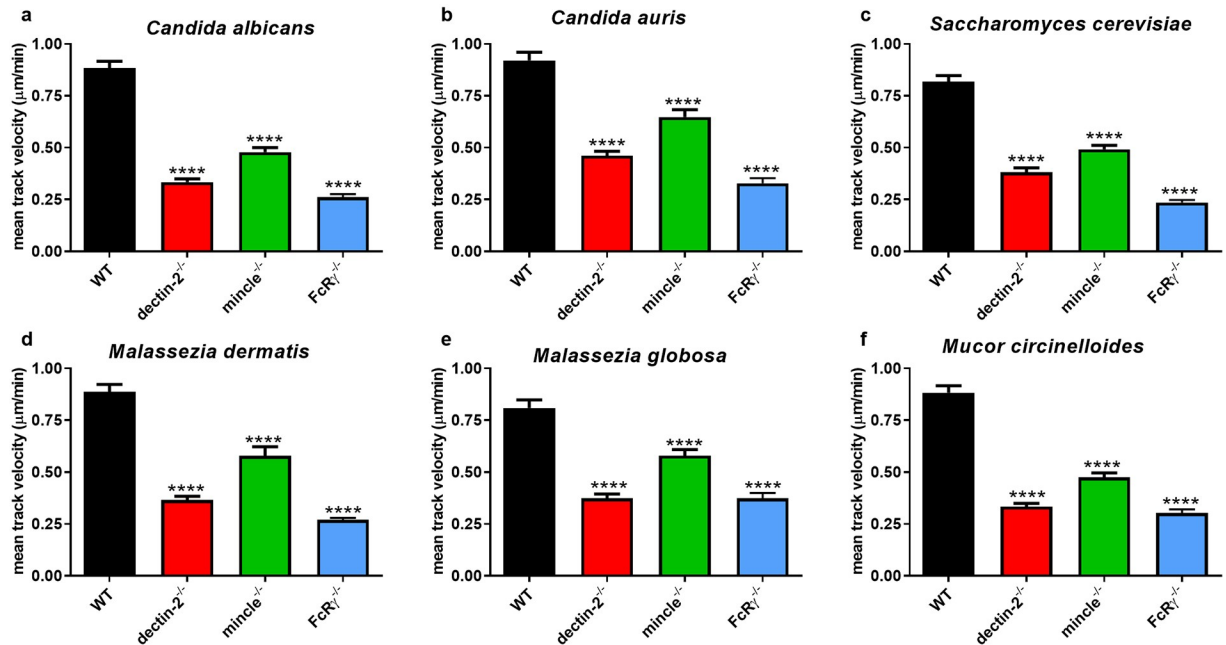 a
Candida albicans
mean track velocity (μm/min)
1.00
0.75
0.50
0.25
0.00
****
****
****
WT
dectin-2-/-
mincle-/-
FcRγ-/-
b
Candida auris
mean track velocity (μm/min)
1.00
0.75
0.50
0.25
0.00
****
****
****
WT
dectin-2-/-
mincle-/-
FcRγ-/-
c
Saccharomyces cerevisiae
mean track velocity (μm/min)
1.00
0.75
0.50
0.25
0.00
****
****
****
WT
dectin-2-/-
mincle-/-
FcRγ-/-
d
Malassezia dermatis
mean track velocity (μm/min)
1.00
0.75
0.50
0.25
0.00
****
****
****
WT
dectin-2-/-
mincle-/-
FcRγ-/-
e
Malassezia globosa
mean track velocity (μm/min)
1.00
0.75
0.50
0.25
0.00
****
****
****
WT
dectin-2-/-
mincle-/-
FcRγ-/-
f
Mucor circinelloides
mean track velocity (μm/min)
1.00
0.75
0.50
0.25
0.00
****
****
****
WT
dectin-2-/-
mincle-/-
FcRγ-/-